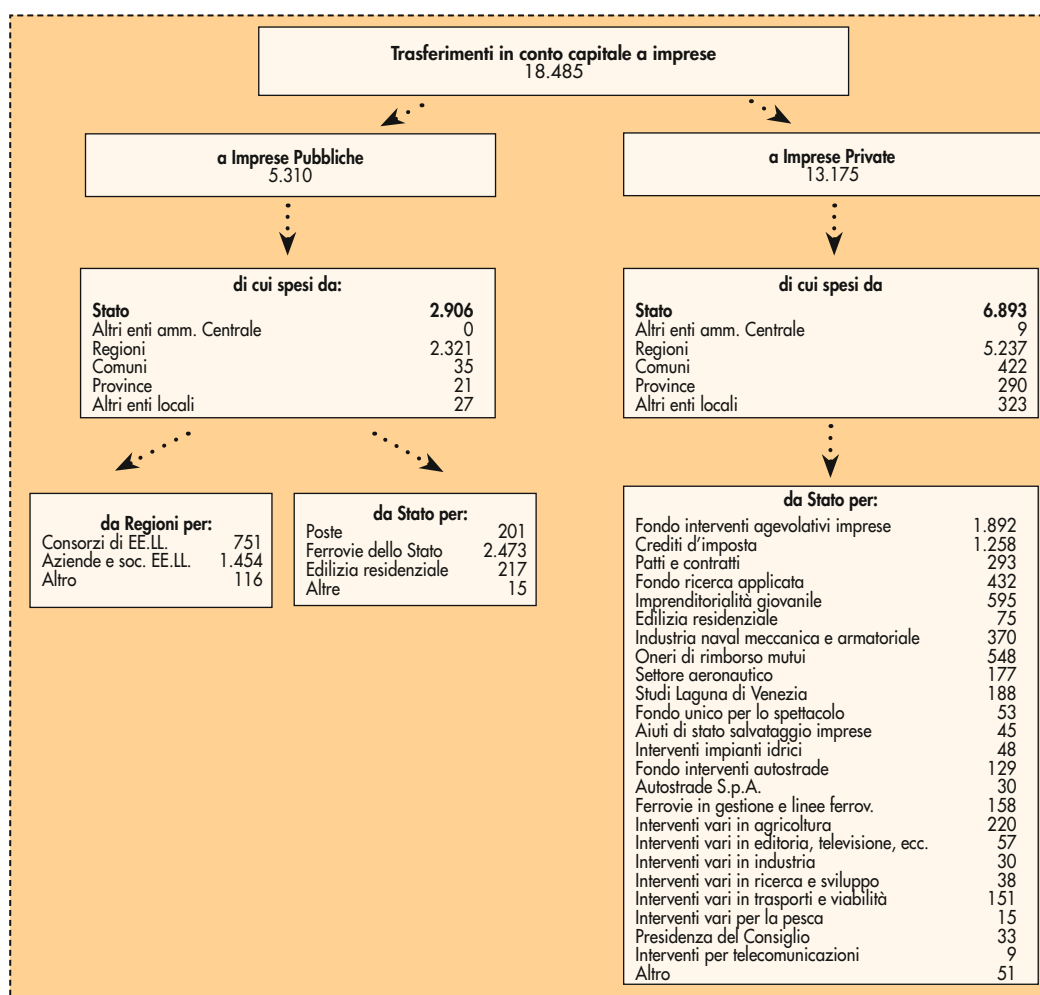 Trasferimenti in conto capitale a imprese
18.485
a Imprese Pubbliche
5.310
a Imprese Private
13.175
di cui spesi da:
Stato 2.906
Altri enti amm. Centrale 0
Regioni 2.321
Comuni 35
Province 21
Altri enti locali 27
di cui spesi da
Stato 6.893
Altri enti amm. Centrale 9
Regioni 5.237
Comuni 422
Province 290
Altri enti locali 323
da Regioni per:
Consorzi di EE.LL. 751
Aziende e soc. EE.LL. 1.454
Altro 116
da Stato per:
Poste 201
Ferrovie dello Stato 2.473
Edilizia residenziale 217
Altre 15
da Stato per:
Fondo interventi agevolativi imprese 1.892
Crediti d'imposta 1.258
Patti e contratti 293
Fondo ricerca applicata 432
Imprenditorialità giovanile 595
Edilizia residenziale 75
Industria naval meccanica e armatoriale 370
Oneri di rimborso mutui 548
Settore aeronautico 177
Studi Laguna di Venezia 188
Fondo unico per lo spettacolo 53
Aiuti di stato salvataggio imprese 45
Interventi impianti idrici 48
Fondo interventi autostrade 129
Autostrade S.p.A. 30
Ferrovie in gestione e linee ferrov. 158
Interventi vari in agricoltura 220
Interventi vari in editoria, televisione, ecc. 57
Interventi vari in industria 30
Interventi vari in ricerca e sviluppo 38
Interventi vari in trasporti e viabilità 151
Interventi vari per la pesca 15
Presidenza del Consiglio 33
Interventi per telecomunicazioni 9
Altro 51